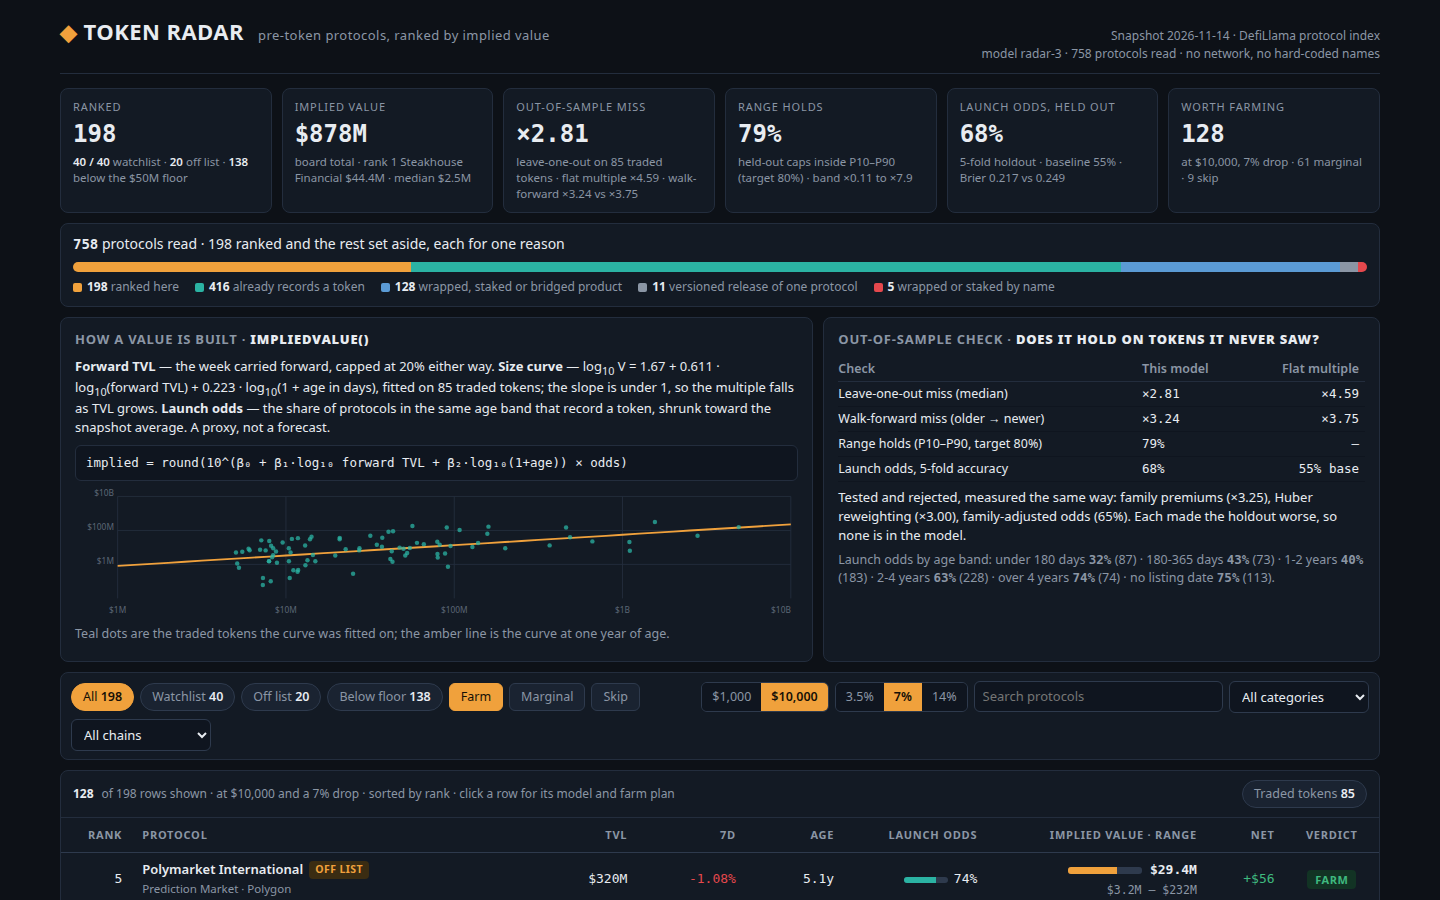 TOKEN RADAR pre-token protocols, ranked by implied value
Snapshot 2026-11-14 · DefiLlama protocol index
model radar-3 · 758 protocols read · no network, no hard-coded names
RANKED
198
40 / 40 watchlist · 20 off list · 138
below the $50M floor
IMPLIED VALUE
$878M
board total · rank 1 Steakhouse
Financial $44.4M · median $2.5M
OUT-OF-SAMPLE MISS
×2.81
leave-one-out on 85 traded
tokens · flat multiple ×4.59 · walk-
forward ×3.24 vs ×3.75
RANGE HOLDS
79%
held-out caps inside P10–P90
(target 80%) · band ×0.11 to ×7.9
LAUNCH ODDS, HELD OUT
68%
5-fold holdout · baseline 55% ·
Brier 0.217 vs 0.249
WORTH FARMING
128
at $10,000, 7% drop · 61 marginal
· 9 skip
758 protocols read · 198 ranked and the rest set aside, each for one reason
198 ranked here 416 already records a token 128 wrapped, staked or bridged product 11 versioned release of one protocol 5 wrapped or staked by name
HOW A VALUE IS BUILT · IMPLIEDVALUE()
Forward TVL — the week carried forward, capped at 20% either way. Size curve — log10 V = 1.67 + 0.611 ·
log10(forward TVL) + 0.223 · log10(1 + age in days), fitted on 85 traded tokens; the slope is under 1, so the multiple falls
as TVL grows. Launch odds — the share of protocols in the same age band that record a token, shrunk toward the
snapshot average. A proxy, not a forecast.
implied = round(10^(β₀ + β₁·log₁₀ forward TVL + β₂·log₁₀(1+age)) × odds)
$10B
$100M
$1M
$1M $10M $100M $1B $10B
Teal dots are the traded tokens the curve was fitted on; the amber line is the curve at one year of age.
OUT-OF-SAMPLE CHECK · DOES IT HOLD ON TOKENS IT NEVER SAW?
Check This model Flat multiple
Leave-one-out miss (median) ×2.81 ×4.59
Walk-forward miss (older → newer) ×3.24 ×3.75
Range holds (P10–P90, target 80%) 79% —
Launch odds, 5-fold accuracy 68% 55% base
Tested and rejected, measured the same way: family premiums (×3.25), Huber
reweighting (×3.00), family-adjusted odds (65%). Each made the holdout worse, so
none is in the model.
Launch odds by age band: under 180 days 32% (87) · 180-365 days 43% (73) · 1-2 years 40%
(183) · 2-4 years 63% (228) · over 4 years 74% (74) · no listing date 75% (113).
All 198 Watchlist 40 Off list 20 Below floor 138 Farm Marginal Skip $1,000 $10,000 3.5% 7% 14% Search protocols All categories
All chains
128 of 198 rows shown · at $10,000 and a 7% drop · sorted by rank · click a row for its model and farm plan Traded tokens 85
RANK PROTOCOL TVL 7D AGE LAUNCH ODDS IMPLIED VALUE · RANGE NET VERDICT
5 Polymarket International OFF LIST $320M -1.08% 5.1y 74% $29.4M +$56 FARM
Prediction Market · Polygon $3.2M — $232M